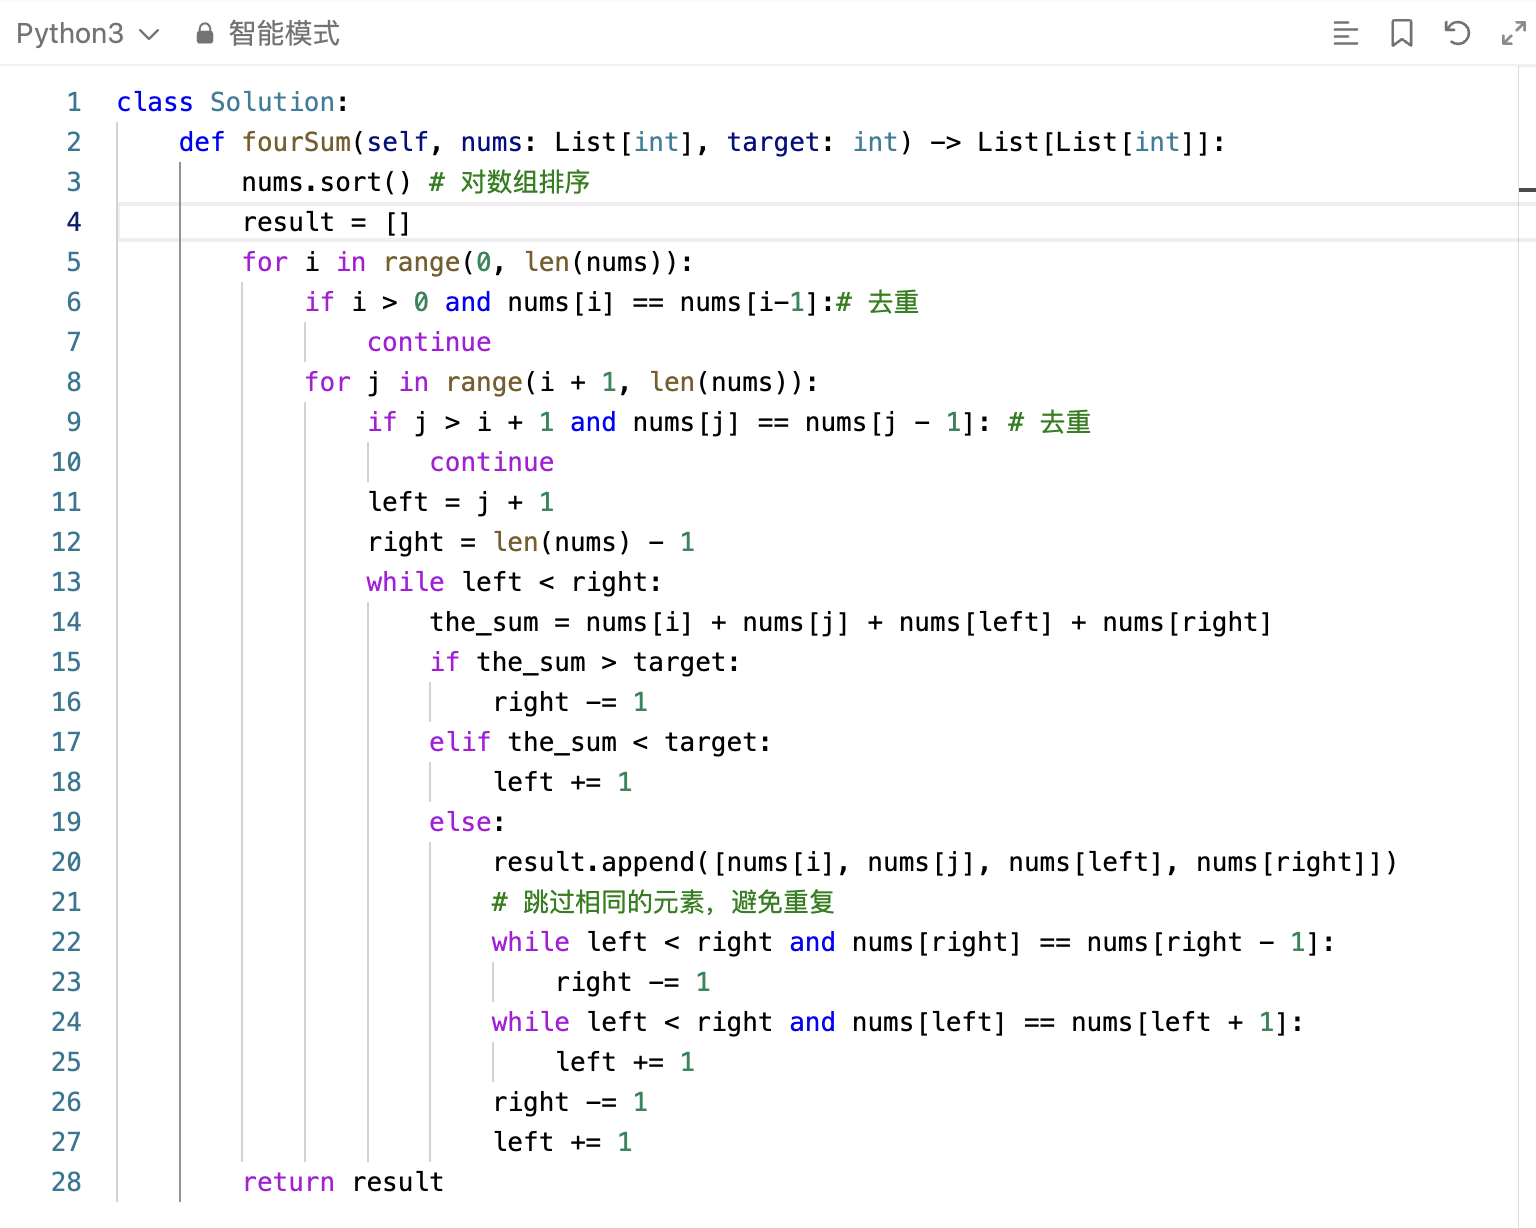 Python3 智能模式
1 class Solution:
2     def fourSum(self, nums: List[int], target: int) -> List[List[int]]:
3         nums.sort() # 对数组排序
4         result = []
5         for i in range(0, len(nums)):
6             if i > 0 and nums[i] == nums[i-1]:# 去重
7                 continue
8             for j in range(i + 1, len(nums)):
9                 if j > i + 1 and nums[j] == nums[j - 1]: # 去重
10                     continue
11                 left = j + 1
12                 right = len(nums) - 1
13                 while left < right:
14                     the_sum = nums[i] + nums[j] + nums[left] + nums[right]
15                     if the_sum > target:
16                         right -= 1
17                     elif the_sum < target:
18                         left += 1
19                     else:
20                         result.append([nums[i], nums[j], nums[left], nums[right]])
21                         # 跳过相同的元素，避免重复
22                         while left < right and nums[right] == nums[right - 1]:
23                             right -= 1
24                         while left < right and nums[left] == nums[left + 1]:
25                             left += 1
26                         right -= 1
27                         left += 1
28         return result